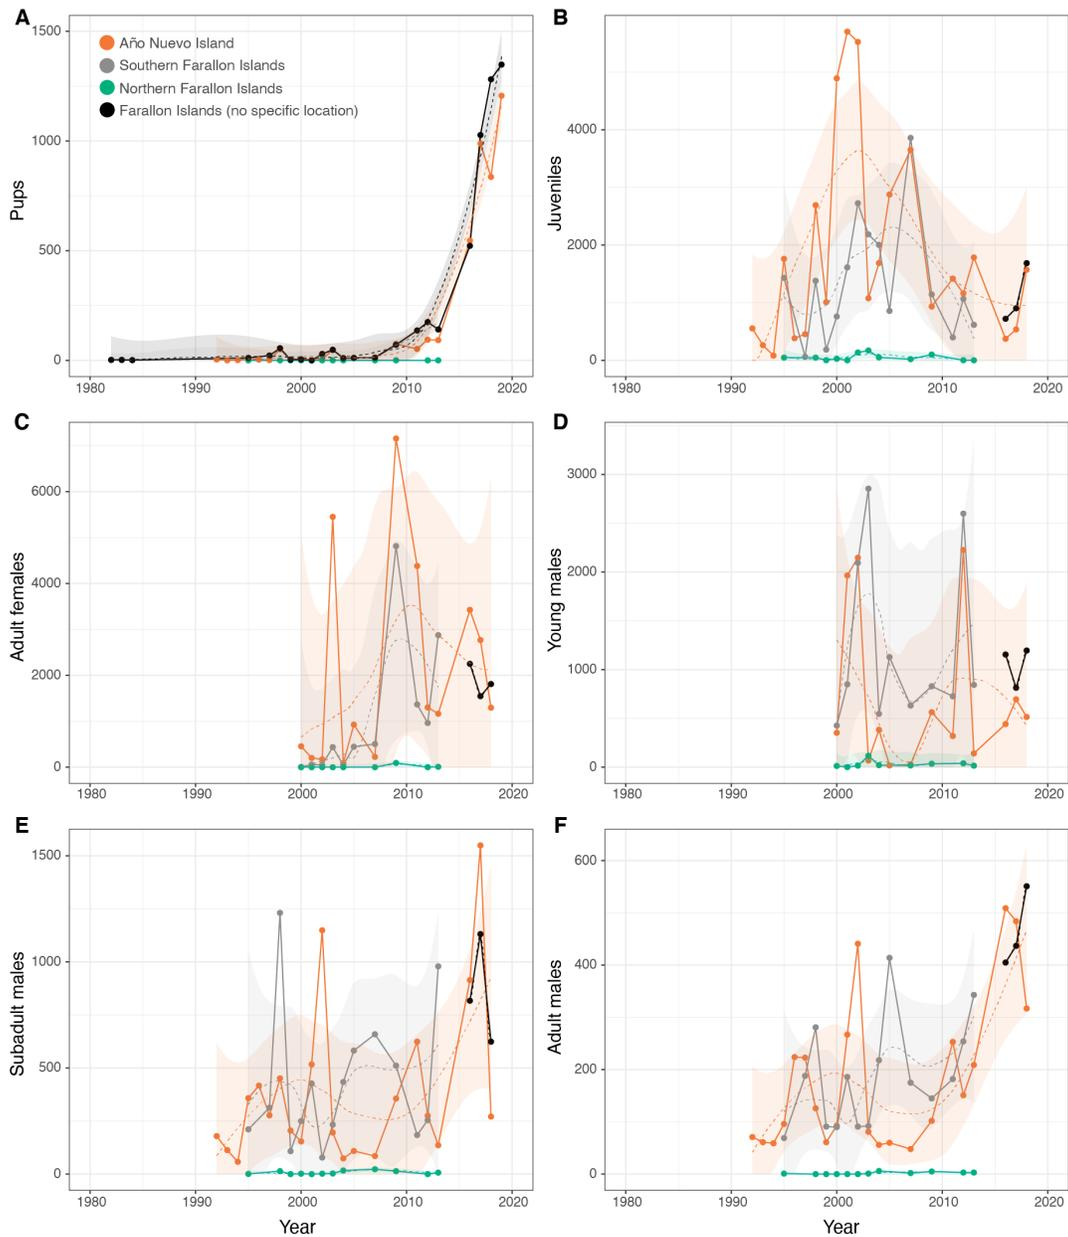 A
Pups
1500
1000
500
0
Año Nuevo Island
Southern Farallon Islands
Northern Farallon Islands
Farallon Islands (no specific location)
1980 1990 2000 2010 2020
B
Juveniles
4000
2000
0
1980 1990 2000 2010 2020
C
Adult females
6000
4000
2000
0
1980 1990 2000 2010 2020
D
Young males
3000
2000
1000
0
1980 1990 2000 2010 2020
E
Subadult males
1500
1000
500
0
1980 1990 2000 2010 2020
Year
F
Adult males
600
400
200
0
1980 1990 2000 2010 2020
Year